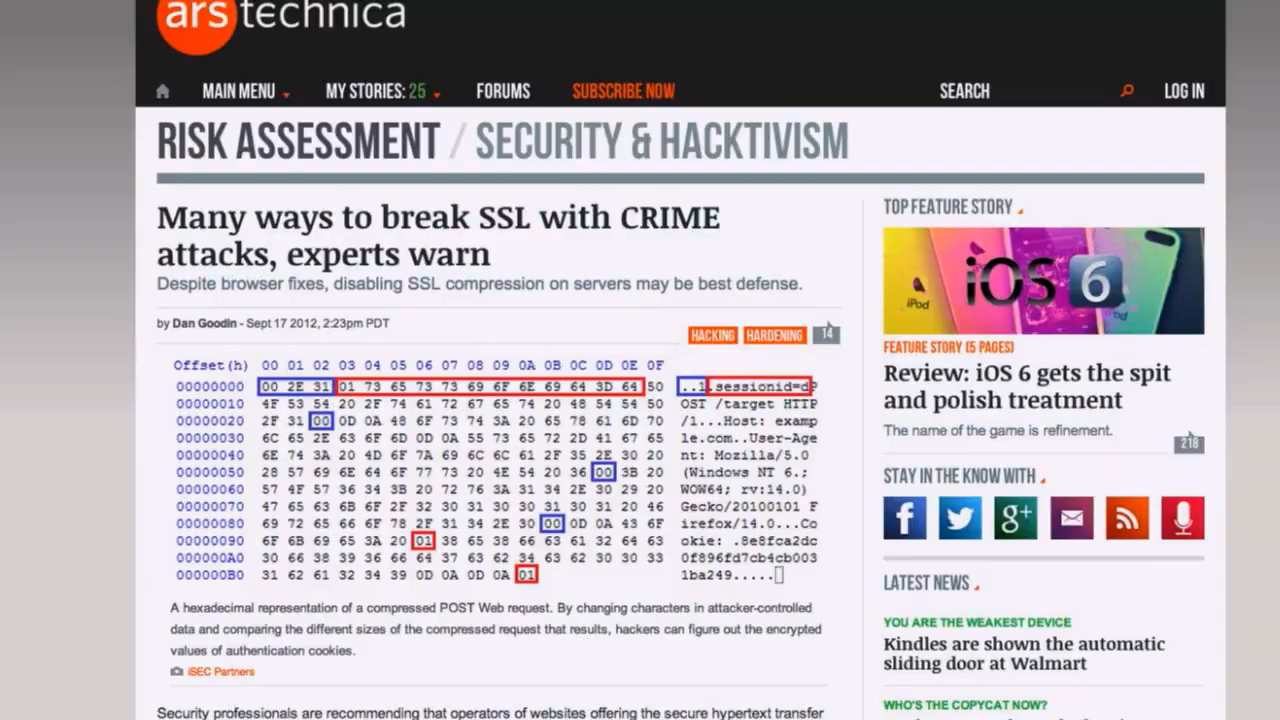 ars technica
MAIN MENU MY STORIES: 25 FORUMS SUBSCRIBE NOW SEARCH LOG IN
RISK ASSESSMENT / SECURITY & HACKTIVISM
Many ways to break SSL with CRIME
attacks, experts warn
Despite browser fixes, disabling SSL compression on servers may be best defense.
by Dan Goodin - Sept 17 2012, 2:23pm PDT
HACKING HARDENING 14
Offset(h) 00 01 02 03 04 05 06 07 08 09 0A 0B 0C 0D 0E 0F
00000000 00 2E 31 01 73 65 73 73 69 6F 6E 69 64 3D 64 50 ..1.sessionid=dP
00000010 4F 53 54 20 2F 74 61 72 67 65 74 20 48 54 54 50 OST /target HTTP
00000020 2F 31 00 0D 0A 48 6F 73 74 3A 20 65 78 61 6D 70 /1...Host: examp
00000030 6C 65 2E 63 6F 6D 0D 0A 55 73 65 72 2D 41 67 65 le.com..User-Age
00000040 6E 74 3A 20 4D 6F 7A 69 6C 6C 61 2F 35 2E 30 20 nt: Mozilla/5.0
00000050 28 57 69 6E 64 6F 77 73 20 4E 54 20 36 00 3B 20 (Windows NT 6.;
00000060 57 4F 57 36 34 3B 20 72 76 3A 31 34 2E 30 29 20 WOW64; rv:14.0)
00000070 47 65 63 6B 6F 2F 32 30 31 30 30 31 30 31 20 46 Gecko/20100101 F
00000080 69 72 65 66 6F 78 2F 31 34 2E 30 00 0D 0A 43 6F irefox/14.0...Co
00000090 6F 6B 69 65 3A 20 01 38 65 38 66 63 61 32 64 63 okie: .8e8fca2dc
000000A0 30 66 38 39 36 66 64 37 63 62 34 63 62 30 30 33 0f896fd7cb4cb003
000000B0 31 62 61 32 34 39 0D 0A 0D 0A 01 1ba249.....
A hexadecimal representation of a compressed POST Web request. By changing characters in attacker-controlled
data and comparing the different sizes of the compressed request that results, hackers can figure out the encrypted
values of authentication cookies.
iSEC Partners
Security professionals are recommending that operators of websites offering the secure hypertext transfer
TOP FEATURE STORY
iPod iOS 6
FEATURE STORY (5 PAGES)
Review: iOS 6 gets the spit
and polish treatment
The name of the game is refinement.
218
STAY IN THE KNOW WITH
f g+
LATEST NEWS
YOU ARE THE WEAKEST DEVICE
Kindles are shown the automatic
sliding door at Walmart
WHO'S THE COPYCAT NOW?